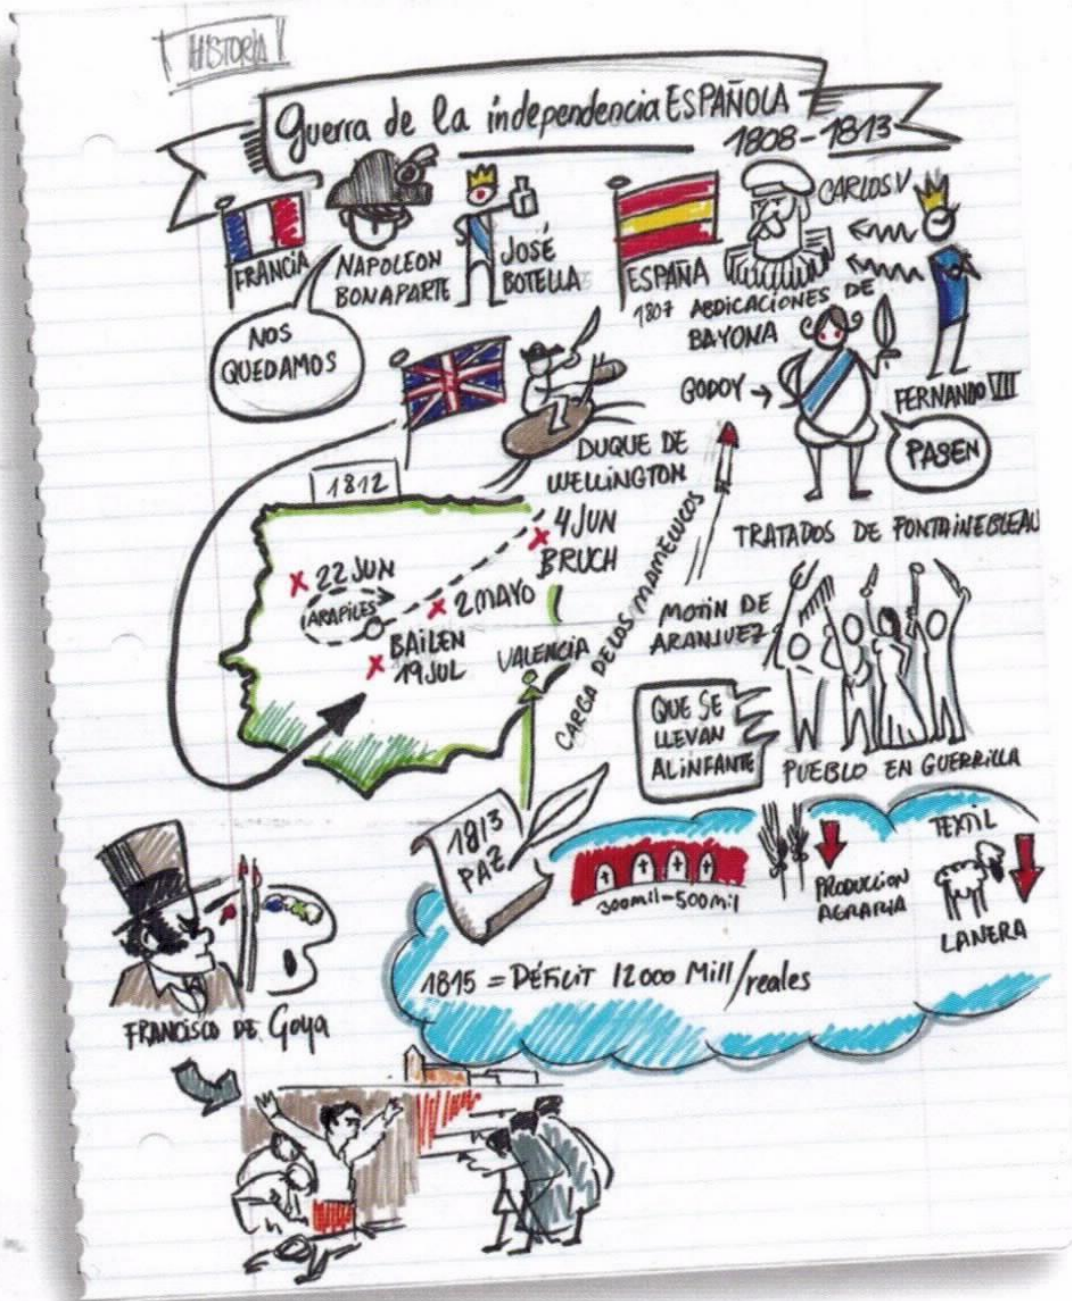 HISTORIA
Guerra de la independencia ESPAÑOLA
1808-1813
FRANCIA
NAPOLEON
BONAPARTE
JOSÉ
BOTELLA
ESPAÑA
CARLOS V
1807 ABDICACIONES DE
BAYONA
NOS
QUEDAMOS
GODOY
FERNANDO VII
PASEN
DUQUE DE
WELLINGTON
1812
4 JUN
BRUCH
TRATADOS DE FONTAINEBLEAU
22 JUN
ARAPILES
2 MAYO
BAILEN
19 JUL
VALENCIA
CARGA DE LOS MAMELUCOS
MOTIN DE
ARANJUEZ
QUE SE
LLEVAN
AL INFANTE
PUEBLO EN GUERRILLA
1813
PAZ
300mil-500mil
PRODUCCION
AGRARIA
TEXTIL
LANERA
1815 = DÉFICIT 12000 Mill/reales
FRANCISCO DE Goya